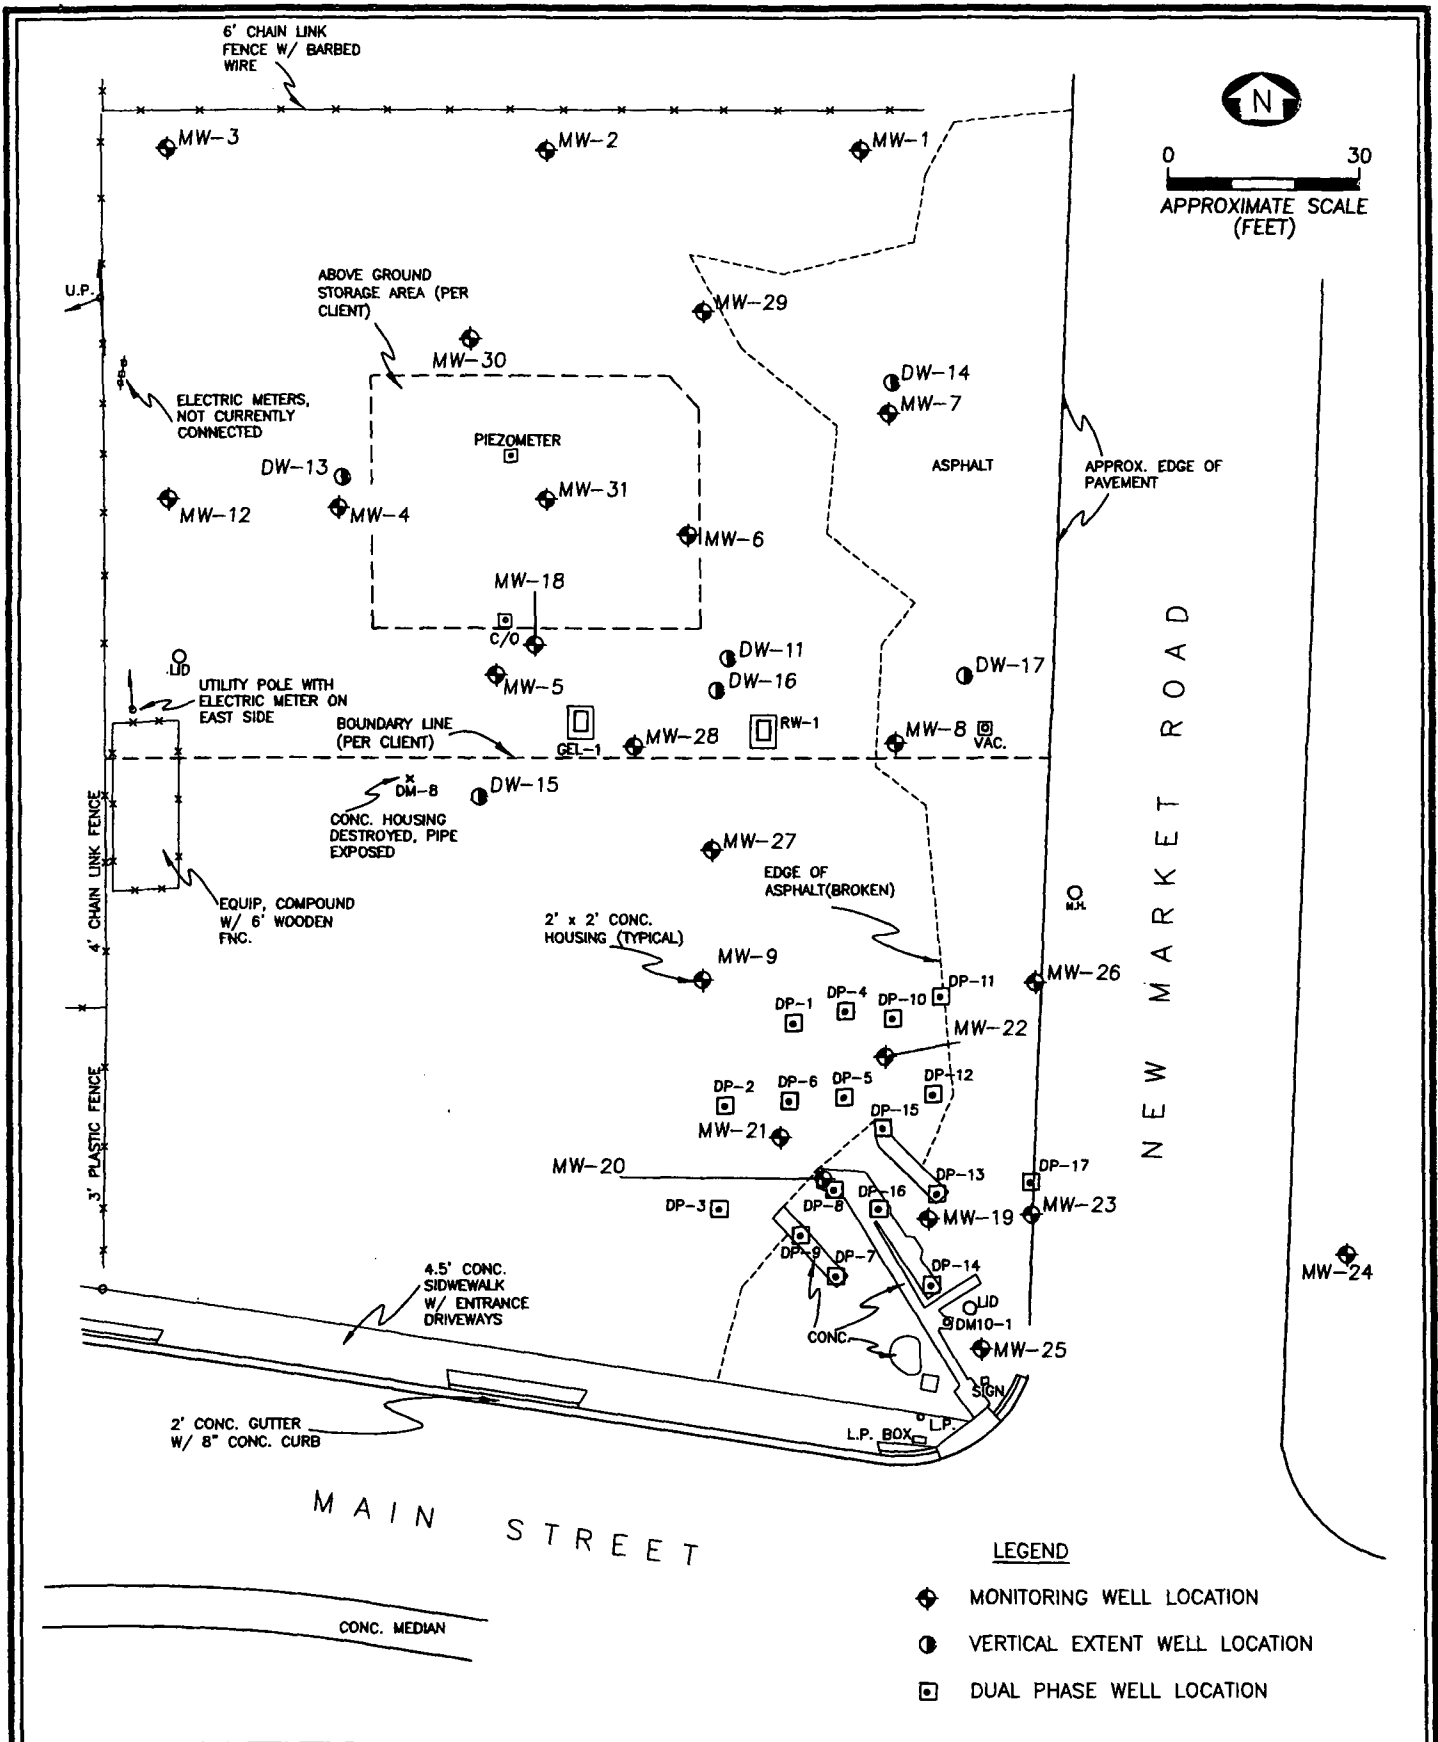 6' CHAIN LINK
FENCE W/ BARBED
WIRE
N
0 30
APPROXIMATE SCALE
(FEET)
MW-3
MW-2
MW-1
U.P.
ABOVE GROUND
STORAGE AREA (PER
CLIENT)
MW-29
MW-30
DW-14
MW-7
ELECTRIC METERS,
NOT CURRENTLY
CONNECTED
PIEZOMETER
ASPHALT
APPROX. EDGE OF
PAVEMENT
DW-13
MW-12
MW-4
MW-31
MW-6
MW-18
C/O
LID
MW-5
DW-11
DW-16
DW-17
UTILITY POLE WITH
ELECTRIC METER ON
EAST SIDE
BOUNDARY LINE
(PER CLIENT)
GEL-1
MW-28
RW-1
MW-8
VAC.
DM-8
DW-15
CONC. HOUSING
DESTROYED, PIPE
EXPOSED
4' CHAIN LINK FENCE
MW-27
EDGE OF
ASPHALT(BROKEN)
M.H.
NEW MARKET ROAD
EQUIP, COMPOUND
W/ 6' WOODEN
FNC.
2' x 2' CONC.
HOUSING (TYPICAL)
MW-9
MW-26
DP-1
DP-4
DP-10
DP-11
MW-22
3' PLASTIC FENCE
DP-2
DP-6
DP-5
DP-12
MW-21
DP-15
MW-20
DP-3
DP-8
DP-16
DP-13
DP-17
MW-19
MW-23
DP-9
DP-7
DP-14
MW-24
4.5' CONC.
SIDWEWALK
W/ ENTRANCE
DRIVEWAYS
LID
DM10-1
CONC.
MW-25
SIGN
L.P.
L.P. BOX
2' CONC. GUTTER
W/ 8" CONC. CURB
MAIN STREET
CONC. MEDIAN
LEGEND
MONITORING WELL LOCATION
VERTICAL EXTENT WELL LOCATION
DUAL PHASE WELL LOCATION